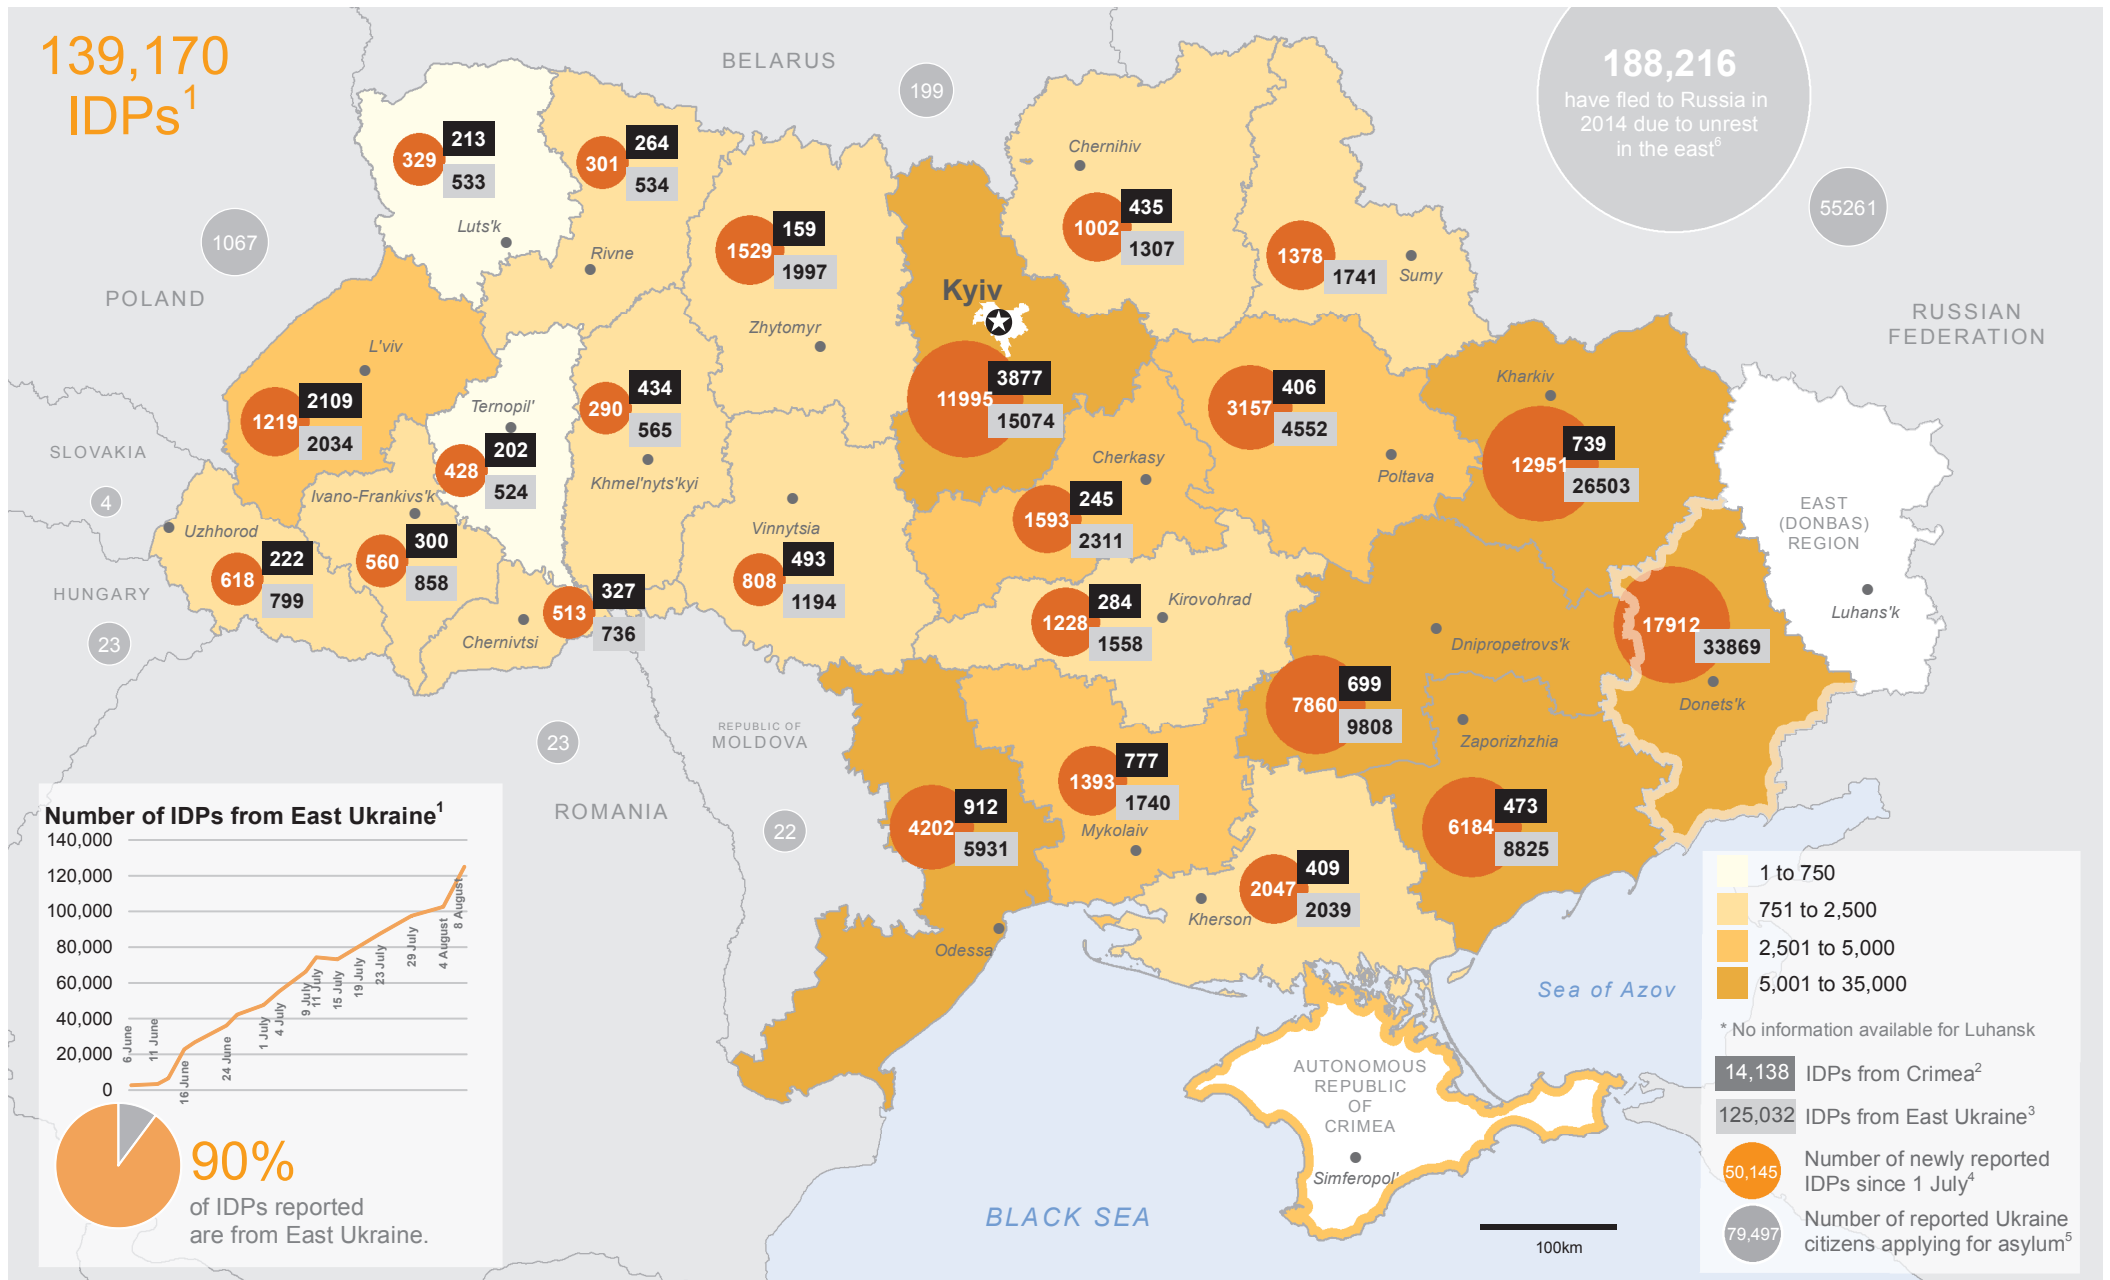 139,170
IDPs1
BELARUS
199
188,216
have fled to Russia in
2014 due to unrest
in the east6
55261
1067
POLAND
RUSSIAN
FEDERATION
SLOVAKIA
4
HUNGARY
23
23
ROMANIA
REPUBLIC OF
MOLDOVA
22
329
213
533
Luts'k
301
264
534
Rivne
1529
159
1997
Zhytomyr
Kyiv
11995
3877
15074
Chernihiv
1002
435
1307
1378
1741
Sumy
L'viv
1219
2109
2034
Ternopil'
428
202
524
290
434
565
Khmel'nyts'kyi
3157
406
4552
Poltava
Kharkiv
12951
739
26503
EAST
(DONBAS)
REGION
Luhans'k
Cherkasy
1593
245
2311
Ivano-Frankivs'k
560
300
858
Uzhhorod
618
222
799
Vinnytsia
808
493
1194
Chernivtsi
513
327
736
Kirovohrad
1228
284
1558
Dnipropetrovs'k
7860
699
9808
17912
33869
Donets'k
Zaporizhzhia
6184
473
8825
1393
777
1740
Mykolaiv
4202
912
5931
Odessa
2047
409
2039
Kherson
Sea of Azov
AUTONOMOUS
REPUBLIC
OF
CRIMEA
Simferopol'
BLACK SEA
100km
Number of IDPs from East Ukraine1
140,000
120,000
100,000
80,000
60,000
40,000
20,000
0
6 June
11 June
16 June
24 June
1 July
4 July
9 July
11 July
15 July
19 July
23 July
29 July
4 August
8 August
90%
of IDPs reported
are from East Ukraine.
1 to 750
751 to 2,500
2,501 to 5,000
5,001 to 35,000
* No information available for Luhansk
14,138 IDPs from Crimea2
125,032 IDPs from East Ukraine3
50,145 Number of newly reported
IDPs since 1 July4
79,497 Number of reported Ukraine
citizens applying for asylum5